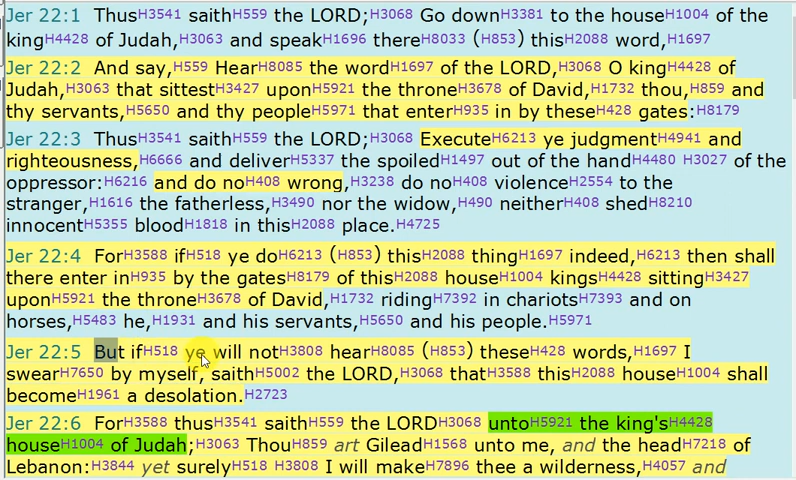 Jer 22:1 ThusH3541 saithH559 the LORD;H3068 Go downH3381 to the houseH1004 of the
kingH4428 of Judah,H3063 and speakH1696 thereH8033 (H853) thisH2088 word,H1697
Jer 22:2 And say,H559 HearH8085 the wordH1697 of the LORD,H3068 O kingH4428 of
Judah,H3063 that sittestH3427 uponH5921 the throneH3678 of David,H1732 thou,H859 and
thy servants,H5650 and thy peopleH5971 that enterH935 in by theseH428 gates:H8179
Jer 22:3 ThusH3541 saithH559 the LORD;H3068 ExecuteH6213 ye judgmentH4941 and
righteousness,H6666 and deliverH5337 the spoiledH1497 out of the handH4480 H3027 of the
oppressor:H6216 and do noH408 wrong,H3238 do noH408 violenceH2554 to the
stranger,H1616 the fatherless,H3490 nor the widow,H490 neitherH408 shedH8210
innocentH5355 bloodH1818 in thisH2088 place.H4725
Jer 22:4 ForH3588 ifH518 ye doH6213 (H853) thisH2088 thingH1697 indeed,H6213 then shall
there enter inH935 by the gatesH8179 of thisH2088 houseH1004 kingsH4428 sittingH3427
uponH5921 the throneH3678 of David,H1732 ridingH7392 in chariotsH7393 and on
horses,H5483 he,H1931 and his servants,H5650 and his people.H5971
Jer 22:5 But ifH518 ye will notH3808 hearH8085 (H853) theseH428 words,H1697 I
swearH7650 by myself, saithH5002 the LORD,H3068 thatH3588 thisH2088 houseH1004 shall
becomeH1961 a desolation.H2723
Jer 22:6 ForH3588 thusH3541 saithH559 the LORDH3068 untoH5921 the king'sH4428
houseH1004 of Judah;H3063 ThouH859 art GileadH1568 unto me, and the headH7218 of
Lebanon:H3844 yet surelyH518 H3808 I will makeH7896 thee a wilderness,H4057 and